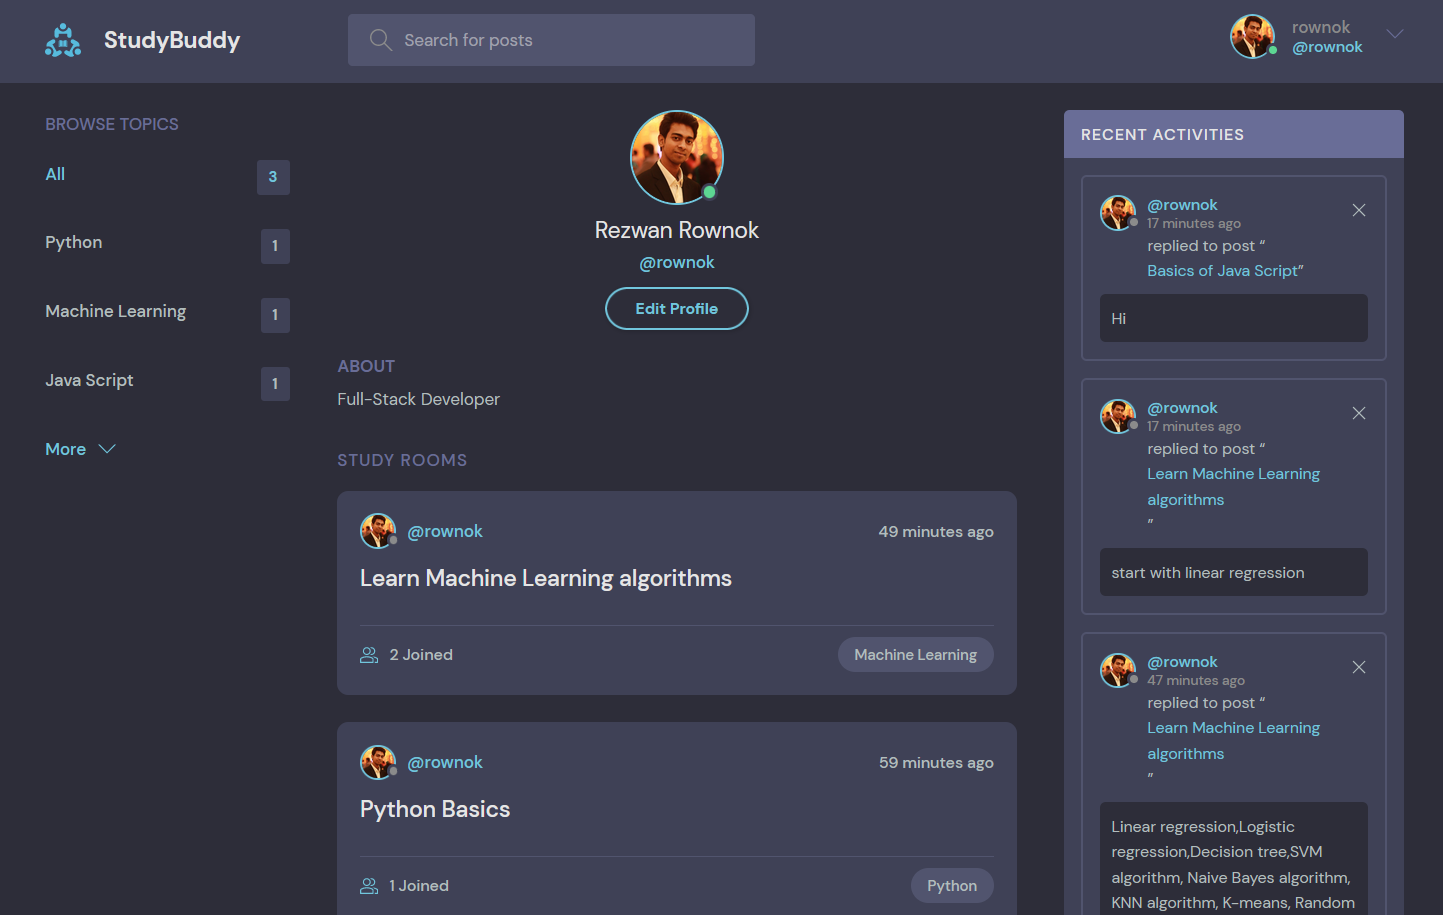 StudyBuddy
Search for posts
rownok
@rownok
BROWSE TOPICS
All
3
Python
1
Machine Learning
1
Java Script
1
More
Rezwan Rownok
@rownok
Edit Profile
ABOUT
Full-Stack Developer
STUDY ROOMS
@rownok
49 minutes ago
Learn Machine Learning algorithms
2 Joined
Machine Learning
@rownok
59 minutes ago
Python Basics
1 Joined
Python
RECENT ACTIVITIES
@rownok
17 minutes ago
replied to post “
Basics of Java Script”
Hi
@rownok
17 minutes ago
replied to post “
Learn Machine Learning
algorithms
”
start with linear regression
@rownok
47 minutes ago
replied to post “
Learn Machine Learning
algorithms
”
Linear regression,Logistic
regression,Decision tree,SVM
algorithm, Naive Bayes algorithm,
KNN algorithm, K-means, Random